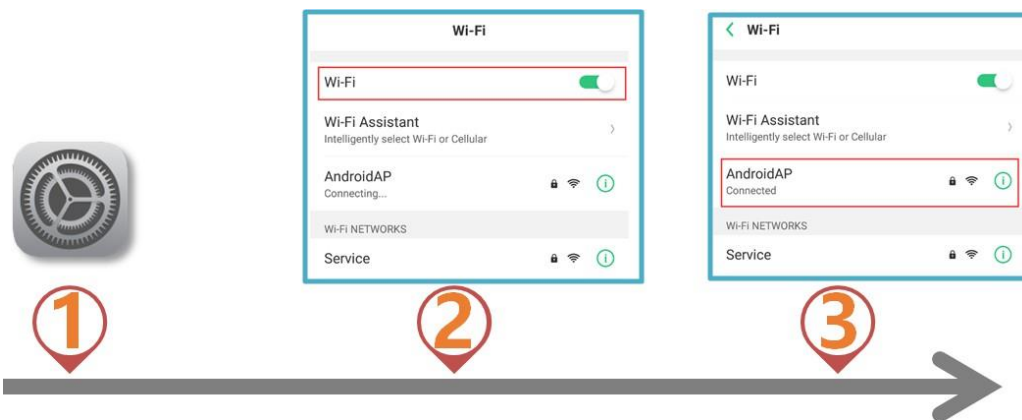 Wi-Fi
Wi-Fi
Wi-Fi Assistant
Intelligently select Wi-Fi or Cellular
AndroidAP
Connecting...
Wi-Fi NETWORKS
Service
Wi-Fi
Wi-Fi
Wi-Fi Assistant
Intelligently select Wi-Fi or Cellular
AndroidAP
Connected
Wi-Fi NETWORKS
Service
1
2
3